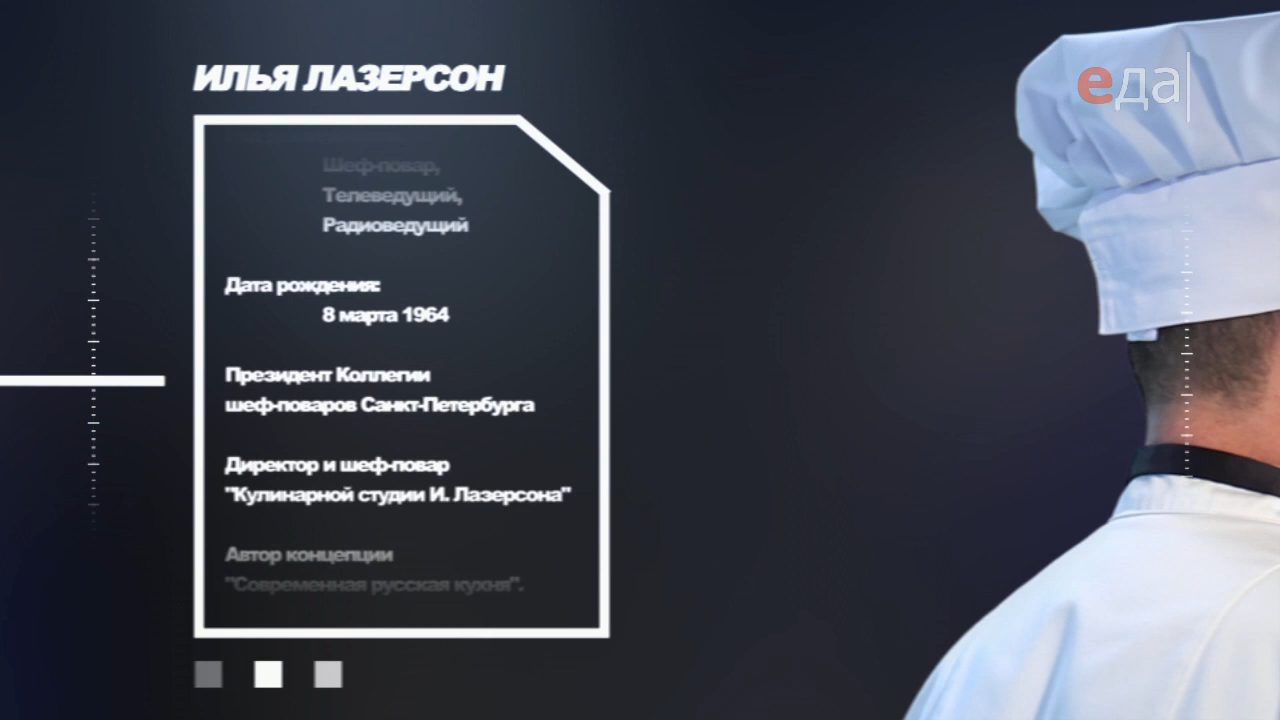 еда
ИЛЬЯ ЛАЗЕРСОН
Шеф-повар,
Телеведущий,
Радиоведущий
Дата рождения:
8 марта 1964
Президент Коллегии
шеф-поваров Санкт-Петербурга
Директор и шеф-повар
"Кулинарной студии И. Лазерсона"
Автор концепции
"Современная русская кухня".